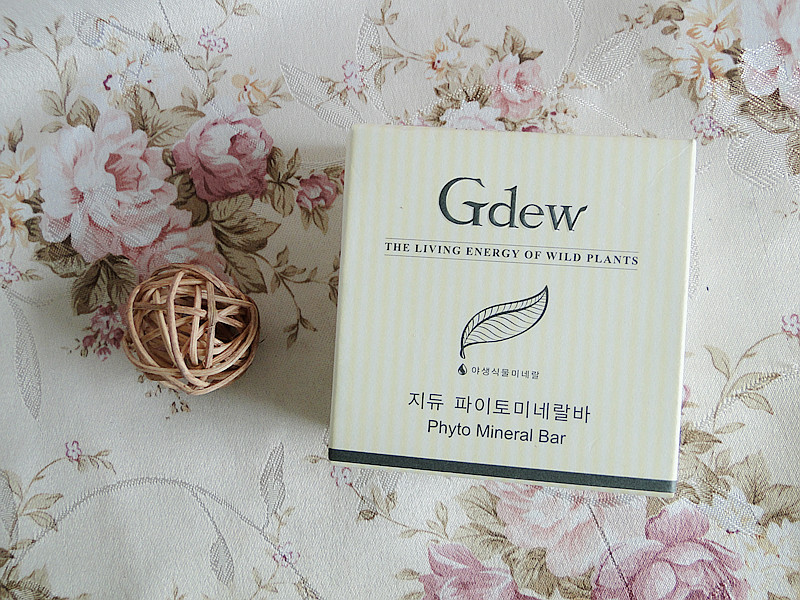 Gdew
THE LIVING ENERGY OF WILD PLANTS
야생식물미네랄
지듀 파이토미네랄바
Phyto Mineral Bar